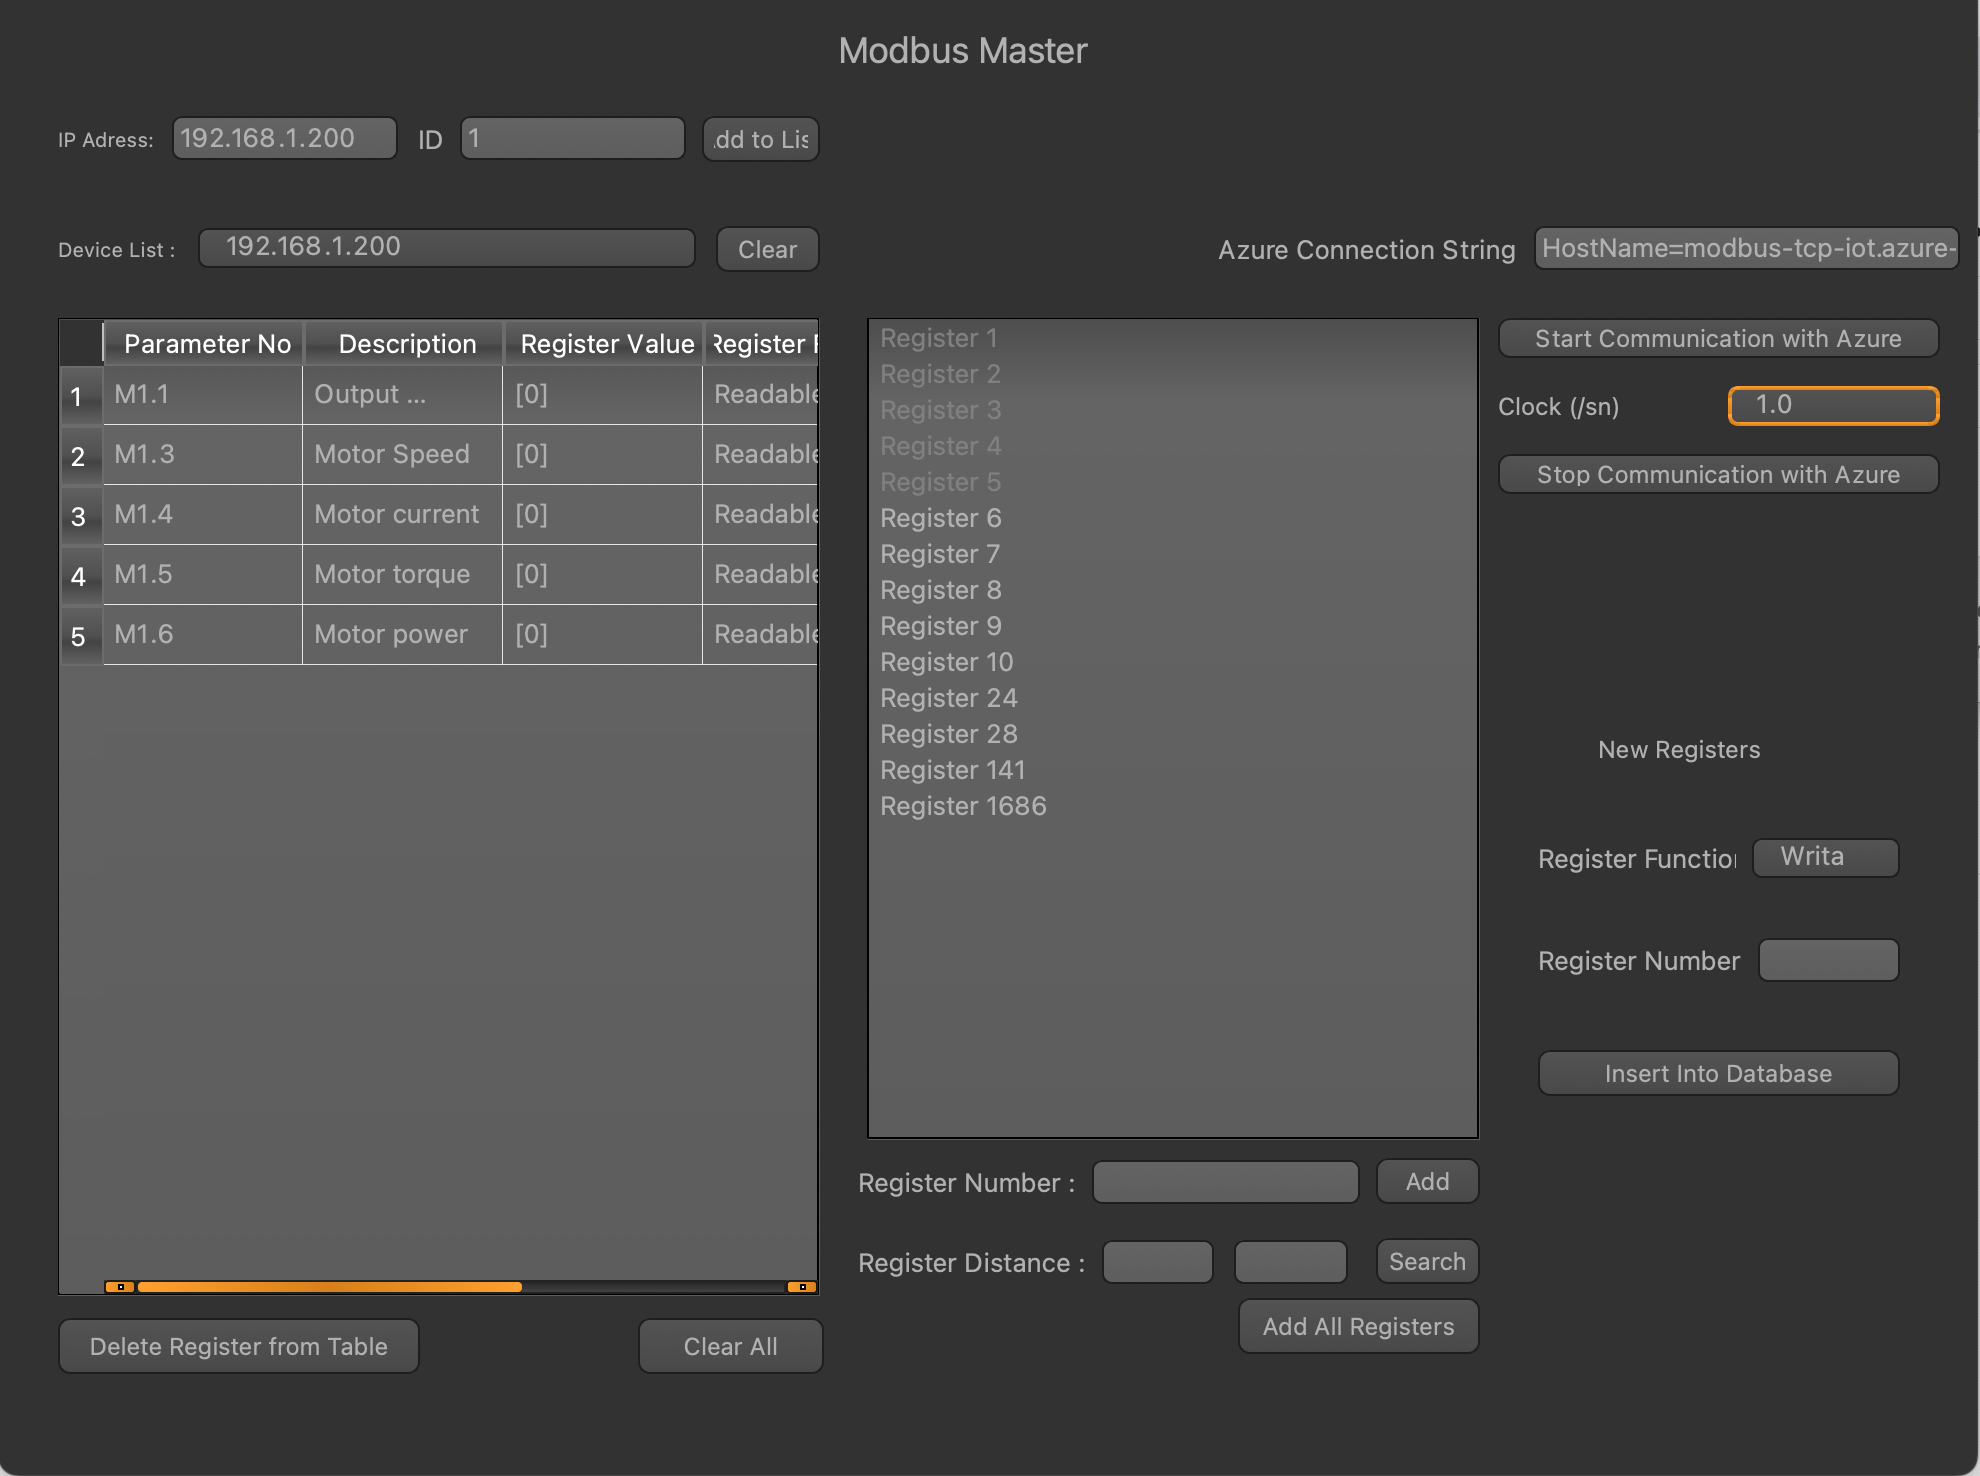 Modbus Master
IP Adress: 192.168.1.200 ID 1 dd to Lis
Device List : 192.168.1.200 Clear
Azure Connection String HostName=modbus-tcp-iot.azure-
Parameter No Description Register Value Register
1 M1.1 Output ... [0] Readable
2 M1.3 Motor Speed [0] Readable
3 M1.4 Motor current [0] Readable
4 M1.5 Motor torque [0] Readable
5 M1.6 Motor power [0] Readable
Delete Register from Table Clear All
Register 1
Register 2
Register 3
Register 4
Register 5
Register 6
Register 7
Register 8
Register 9
Register 10
Register 24
Register 28
Register 141
Register 1686
Register Number : Add
Register Distance : Search
Add All Registers
Start Communication with Azure
Clock (/sn) 1.0
Stop Communication with Azure
New Registers
Register Function Writa
Register Number
Insert Into Database